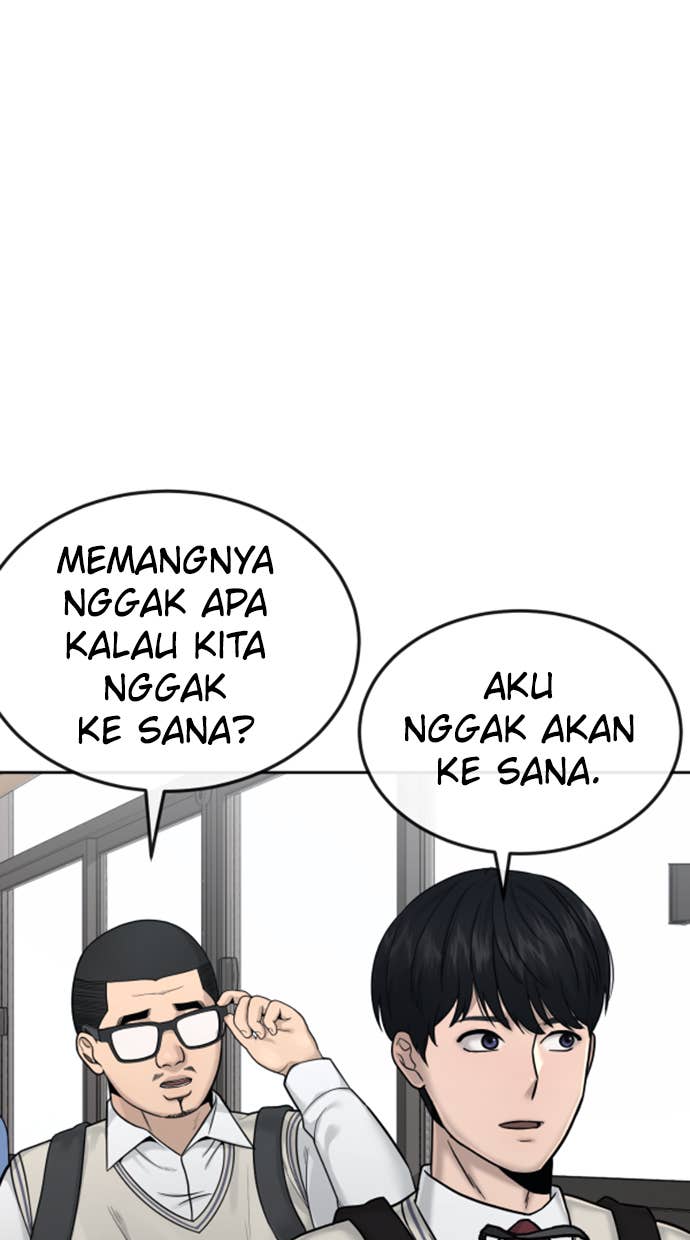 MEMANGNYA
NGGAK APA
KALAU KITA
NGGAK
KE SANA?
AKU
NGGAK AKAN
KE SANA.